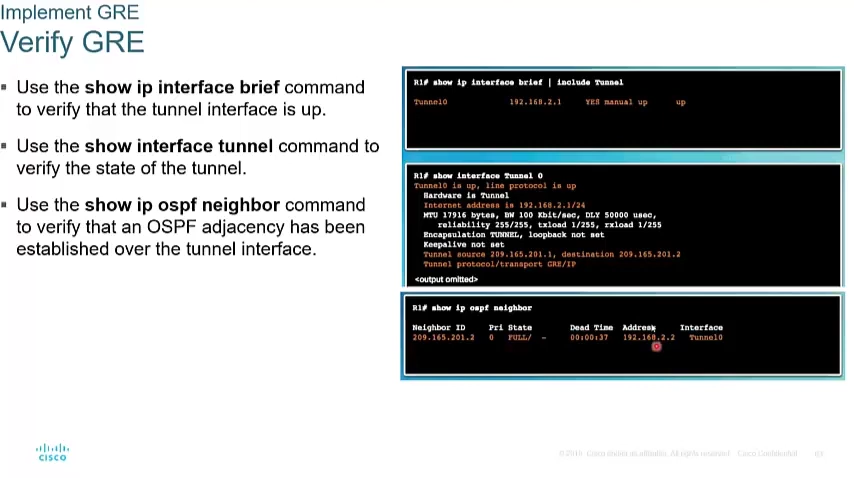 Implement GRE
Verify GRE
▪ Use the show ip interface brief command
to verify that the tunnel interface is up.
▪ Use the show interface tunnel command to
verify the state of the tunnel.
▪ Use the show ip ospf neighbor command
to verify that an OSPF adjacency has been
established over the tunnel interface.
R1# show ip interface brief | include Tunnel
Tunnel0 192.168.2.1 YES manual up up
R1# show interface Tunnel 0
Tunnel0 is up, line protocol is up
Hardware is Tunnel
Internet address is 192.168.2.1/24
MTU 17916 bytes, BW 100 Kbit/sec, DLY 50000 usec,
reliability 255/255, txload 1/255, rxload 1/255
Encapsulation TUNNEL, loopback not set
Keepalive not set
Tunnel source 209.165.201.1, destination 209.165.201.2
Tunnel protocol/transport GRE/IP
<output omitted>
R1# show ip ospf neighbor
Neighbor ID Pri State Dead Time Address Interface
209.165.201.2 0 FULL/ - 00:00:37 192.168.2.2 Tunnel0
CISCO
Cisco Confidential